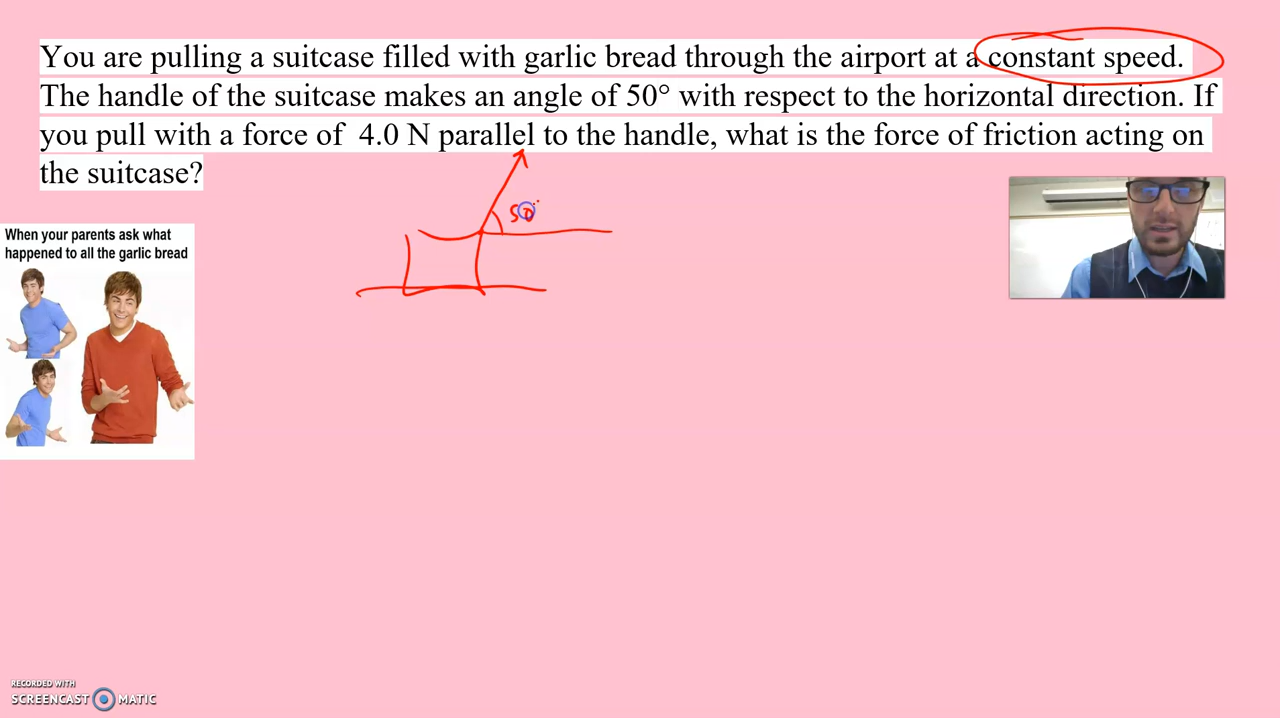 You are pulling a suitcase filled with garlic bread through the airport at a constant speed.
The handle of the suitcase makes an angle of 50° with respect to the horizontal direction. If
you pull with a force of 4.0 N parallel to the handle, what is the force of friction acting on
the suitcase?
50°
When your parents ask what
happened to all the garlic bread
RECORDED WITH
SCREENCAST MATIC